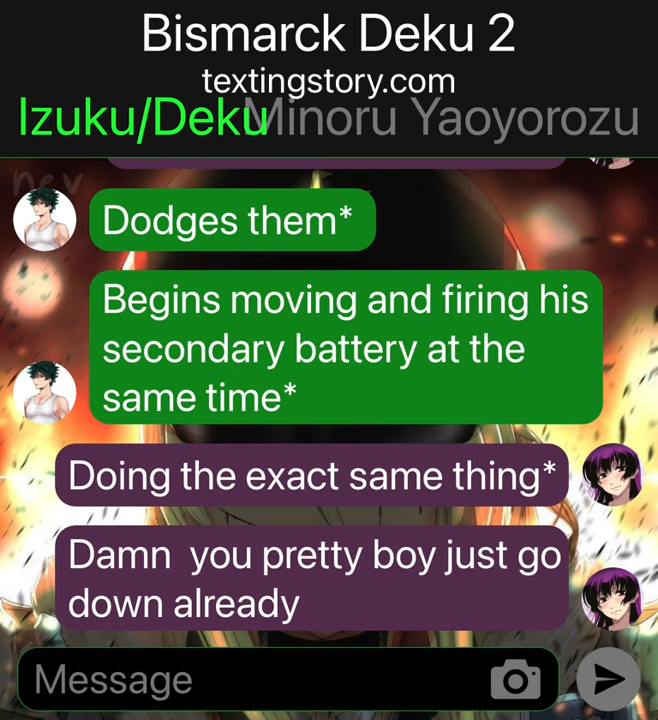 Bismarck Deku 2
textingstory.com
Izuku/Deku Minoru Yaoyorozu
nev
Dodges them*
Begins moving and firing his
secondary battery at the
same time*
Doing the exact same thing*
Damn  you pretty boy just go
down already
Message